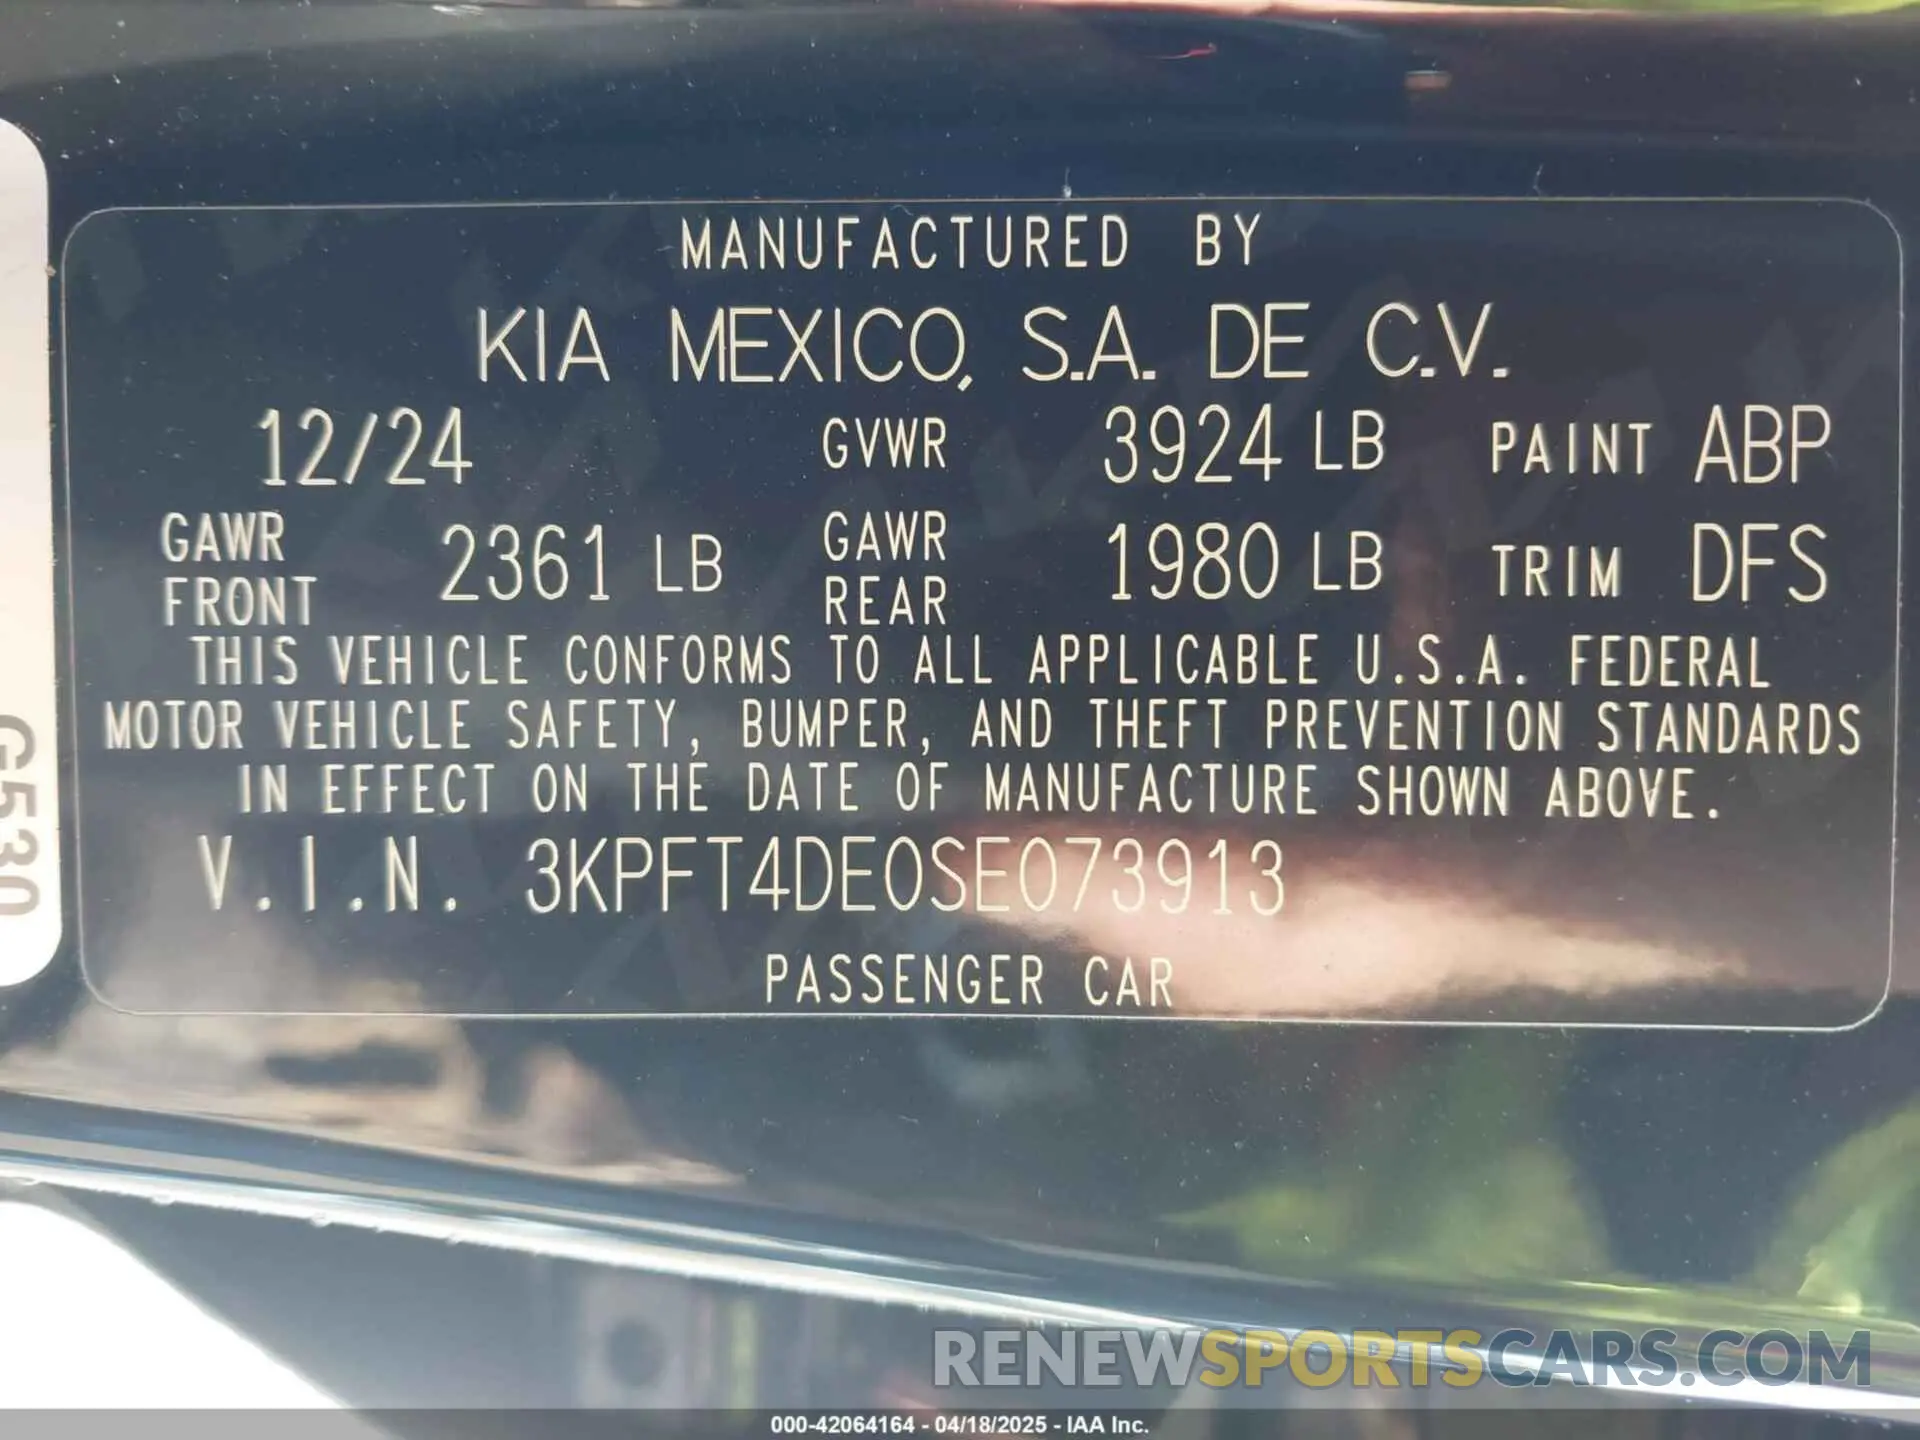 MANUFACTURED BY
KIA MEXICO, S.A. DE C.V.
12/24 GVWR 3924 LB PAINT ABP
GAWR FRONT 2361 LB GAWR REAR 1980 LB TRIM DFS
THIS VEHICLE CONFORMS TO ALL APPLICABLE U.S.A. FEDERAL
MOTOR VEHICLE SAFETY, BUMPER, AND THEFT PREVENTION STANDARDS
IN EFFECT ON THE DATE OF MANUFACTURE SHOWN ABOVE.
V.I.N. 3KPFT4DE0SE073913
PASSENGER CAR
G530
RENEWSPORTSCARS.COM
000-42064164 - 04/18/2025 - IAA Inc.